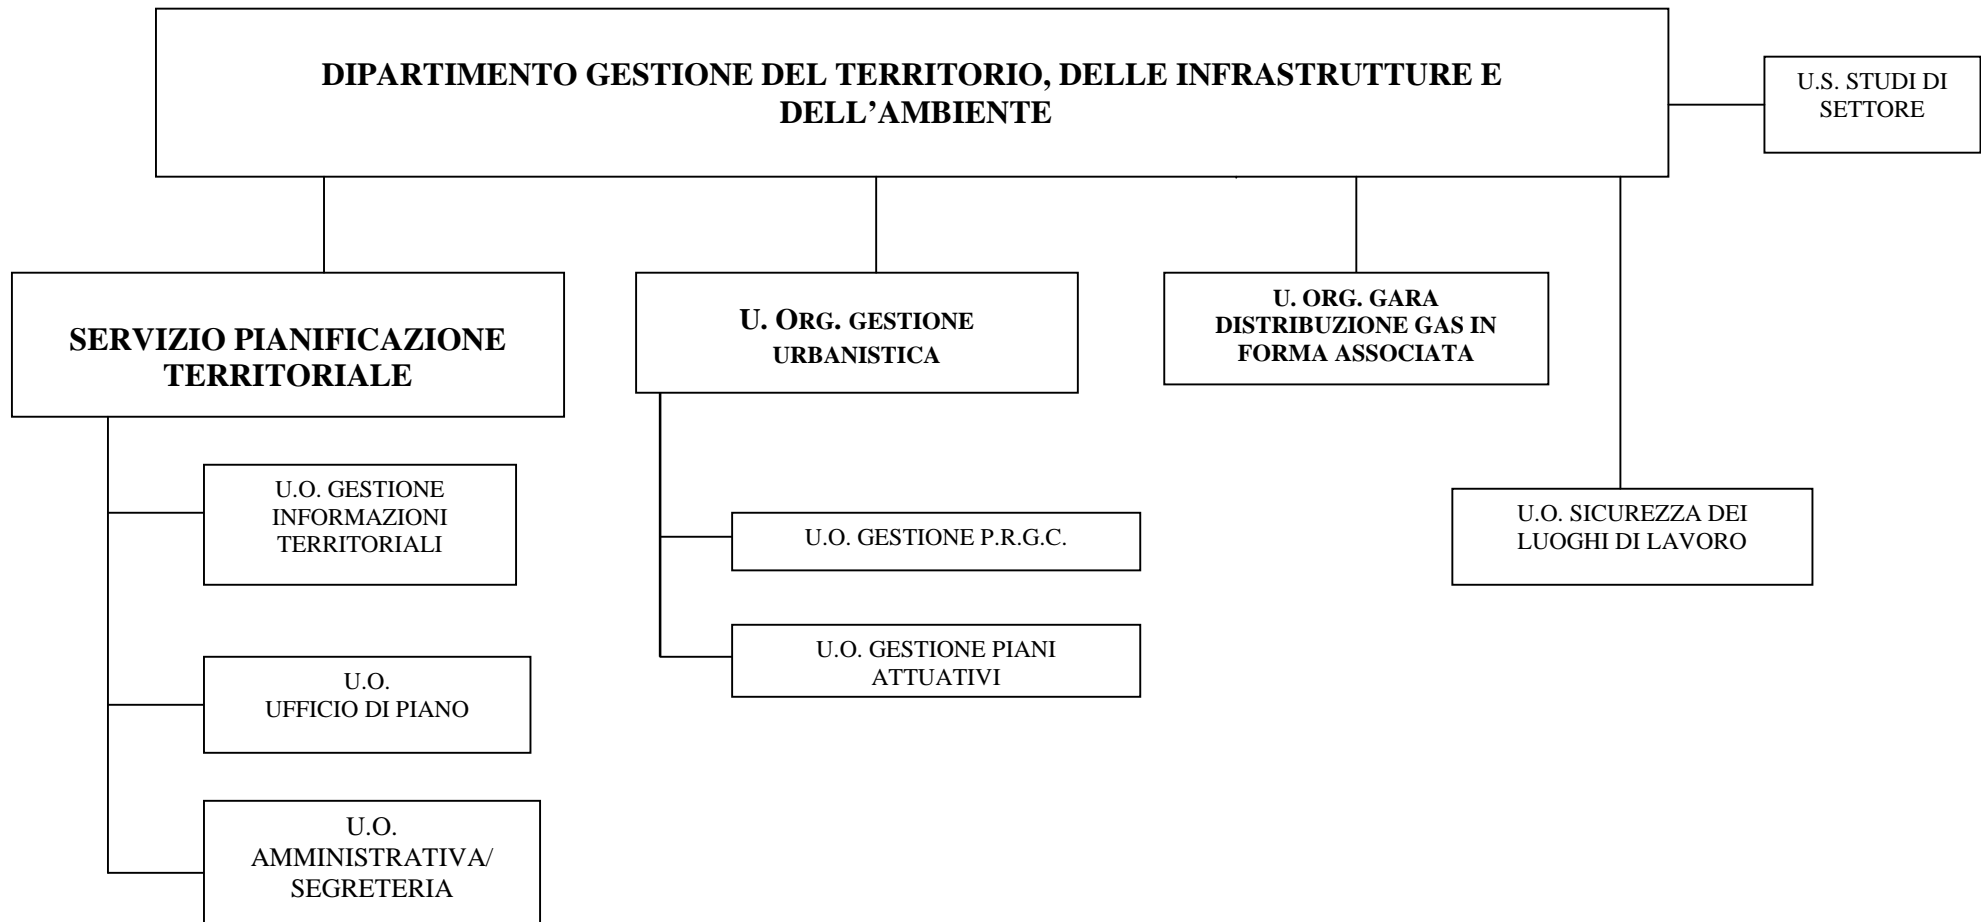 DIPARTIMENTO GESTIONE DEL TERRITORIO, DELLE INFRASTRUTTURE E
DELL’AMBIENTE
U.S. STUDI DI
SETTORE
SERVIZIO PIANIFICAZIONE
TERRITORIALE
U. ORG. GESTIONE
URBANISTICA
U. ORG. GARA
DISTRIBUZIONE GAS IN
FORMA ASSOCIATA
U.O. GESTIONE
INFORMAZIONI
TERRITORIALI
U.O.
UFFICIO DI PIANO
U.O.
AMMINISTRATIVA/
SEGRETERIA
U.O. GESTIONE P.R.G.C.
U.O. GESTIONE PIANI
ATTUATIVI
U.O. SICUREZZA DEI
LUOGHI DI LAVORO